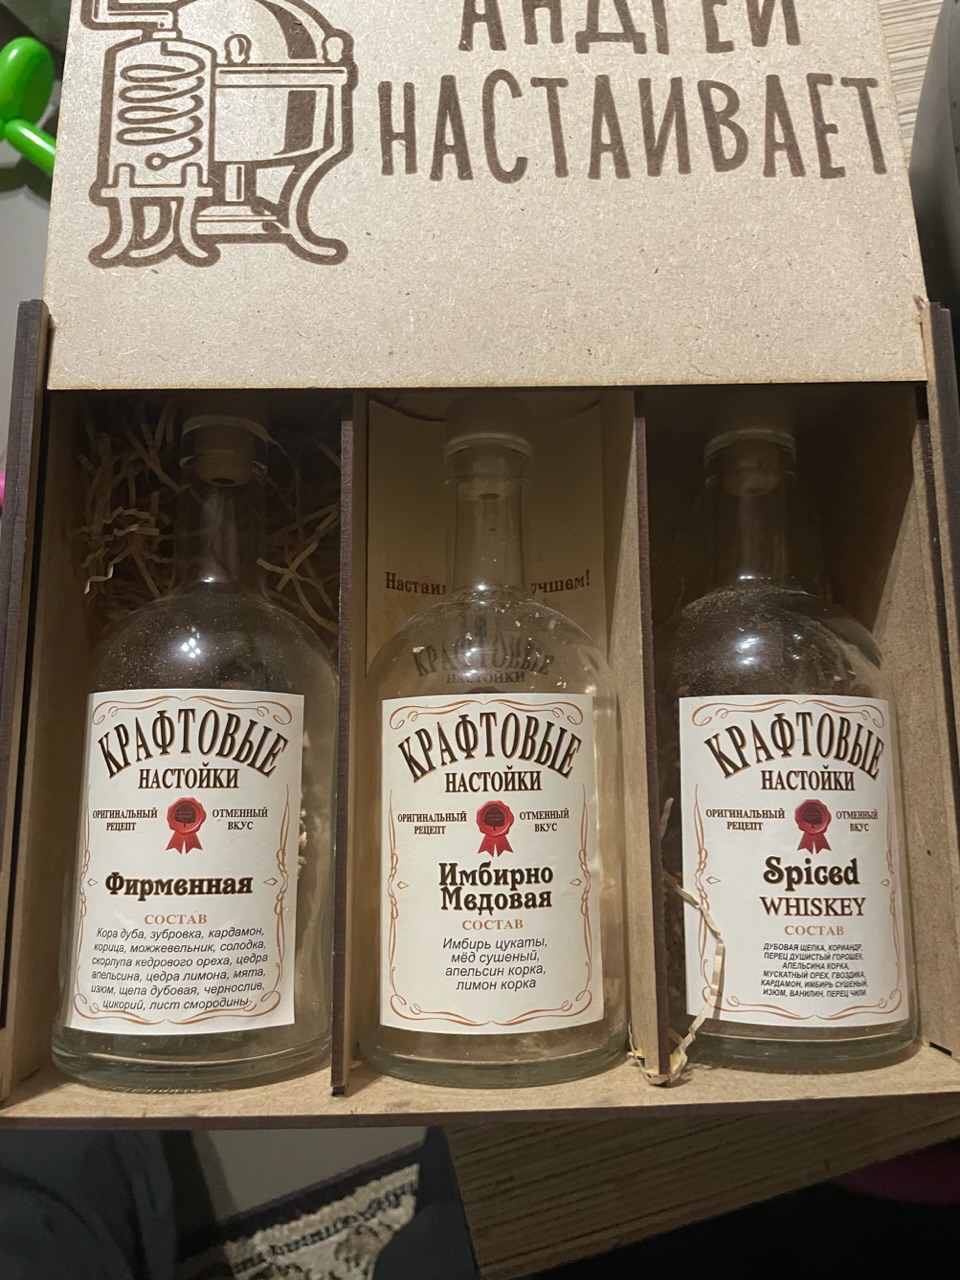 АНДРЕЙ
НАСТАИВАЕТ
КРАФТОВЫЕ
НАСТОЙКИ
ОРИГИНАЛЬНЫЙ
РЕЦЕПТ
ОТМЕННЫЙ
ВКУС
Фирменная
СОСТАВ
Кора дуба, зубровка, кардамон,
корица, можжевельник, солодка,
скорлупа кедрового ореха, цедра
апельсина, цедра лимона, мята,
изюм, щепа дубовая, чернослив,
цикорий, лист смородины
КРАФТОВЫЕ
НАСТОЙКИ
КРАФТОВЫЕ
НАСТОЙКИ
ОРИГИНАЛЬНЫЙ
РЕЦЕПТ
ОТМЕННЫЙ
ВКУС
Имбирно
Медовая
СОСТАВ
Имбирь цукаты,
мёд сушеный,
апельсин корка,
лимон корка
КРАФТОВЫЕ
НАСТОЙКИ
ОРИГИНАЛЬНЫЙ
РЕЦЕПТ
ОТМЕННЫЙ
ВКУС
Spiced
WHISKEY
СОСТАВ
ДУБОВАЯ ЩЕПКА, КОРИАНДР,
ПЕРЕЦ ДУШИСТЫЙ ГОРОШЕК,
АПЕЛЬСИНА КОРКА,
МУСКАТНЫЙ ОРЕХ, ГВОЗДИКА,
КАРДАМОН, ИМБИРЬ СУШЕНЫЙ,
ИЗЮМ, ВАНИЛИН, ПЕРЕЦ ЧИЛИ